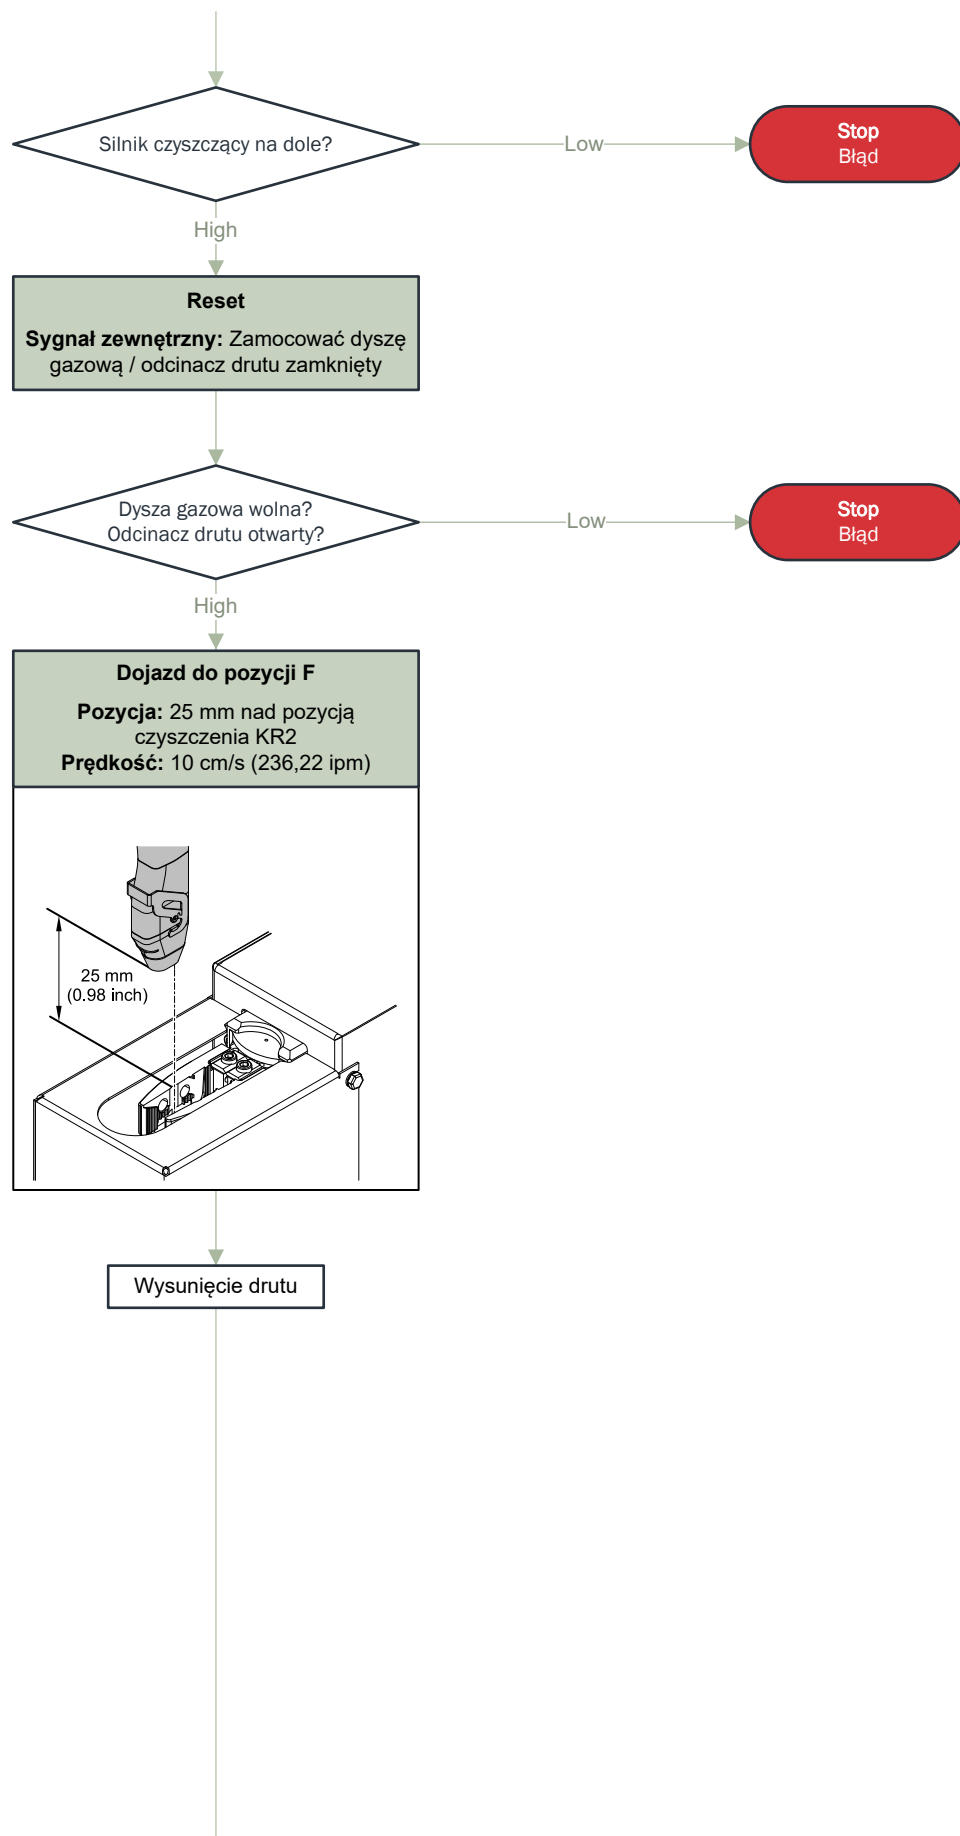 Silnik czyszczący na dole?
Low
Stop
Błąd
High
Reset
Sygnał zewnętrzny: Zamocować dyszę
gazową / odcinacz drutu zamknięty
Dysza gazowa wolna?
Odcinacz drutu otwarty?
Low
Stop
Błąd
High
Dojazd do pozycji F
Pozycja: 25 mm nad pozycją
czyszczenia KR2
Prędkość: 10 cm/s (236,22 ipm)
25 mm
(0.98 inch)
Wysunięcie drutu